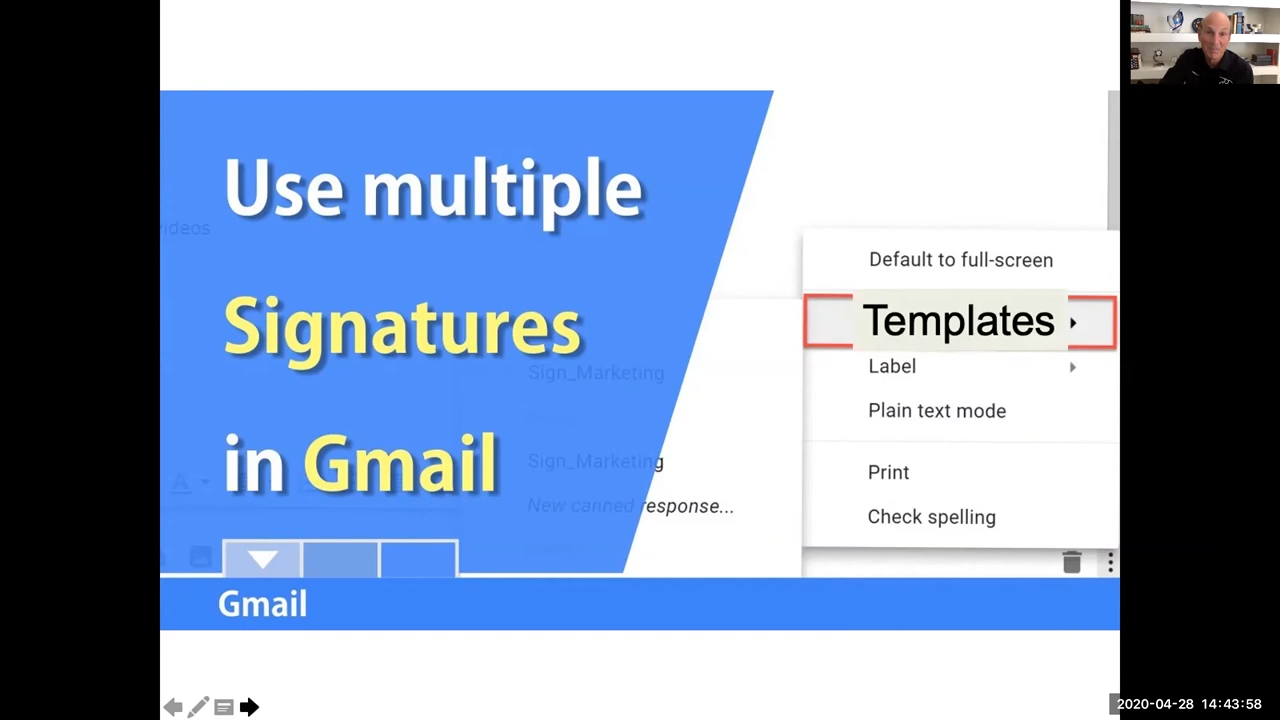 Use multiple
Signatures
in Gmail
videos
Sign_Marketing
Sign_Marketing
New canned response...
Default to full-screen
Templates
Label
Plain text mode
Print
Check spelling
A
Gmail
2020-04-28 14:43:58